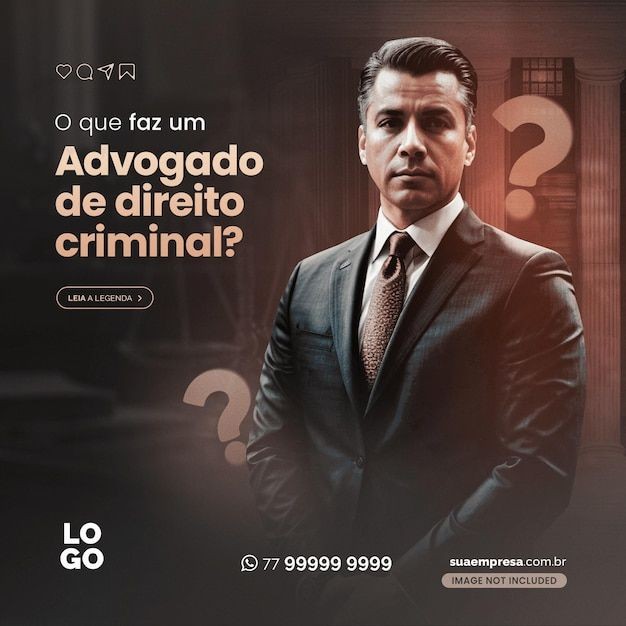 O que faz um
Advogado
de direito
criminal?
LEIA A LEGENDA
LO
GO
77 99999 9999
suaempresa.com.br
IMAGE NOT INCLUDED